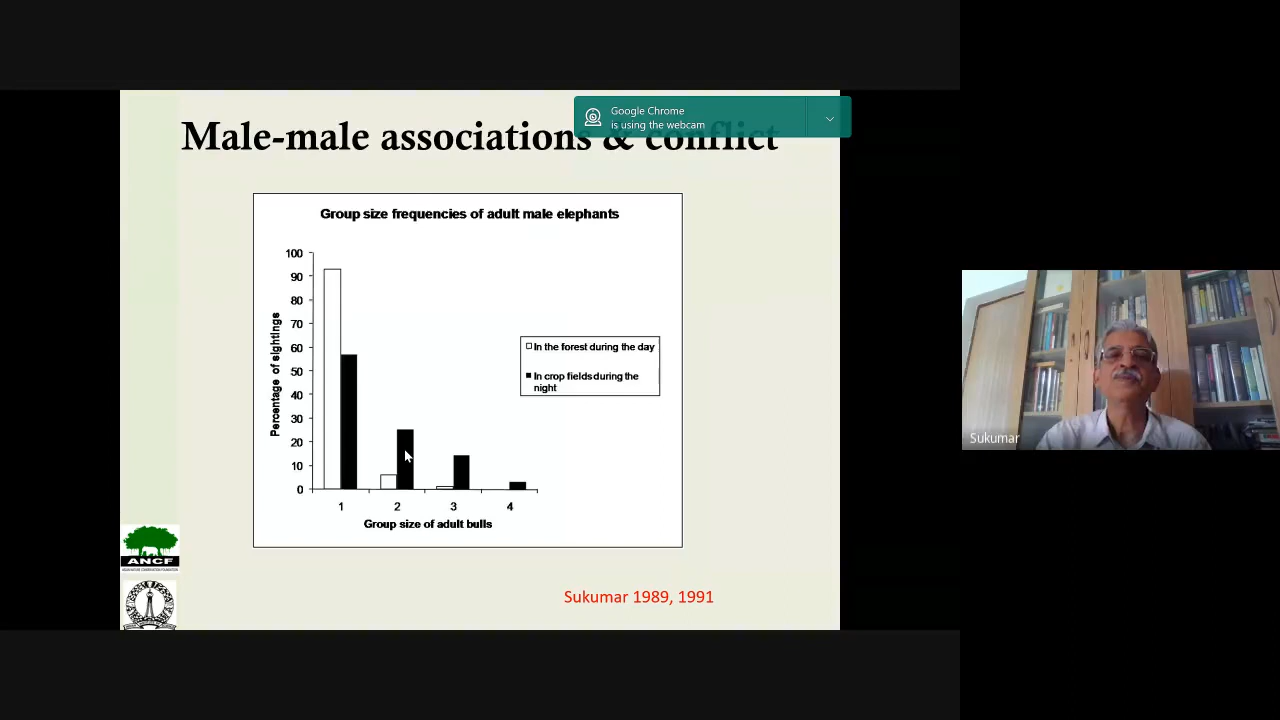 Google Chrome
is using the webcam
Male-male associations & conflict
Group size frequencies of adult male elephants
100
90
80
70
60
50
40
30
20
10
0
Percentage of sightings
In the forest during the day
In crop fields during the
night
1 2 3 4
Group size of adult bulls
Sukumar 1989, 1991
ANCF
Sukumar